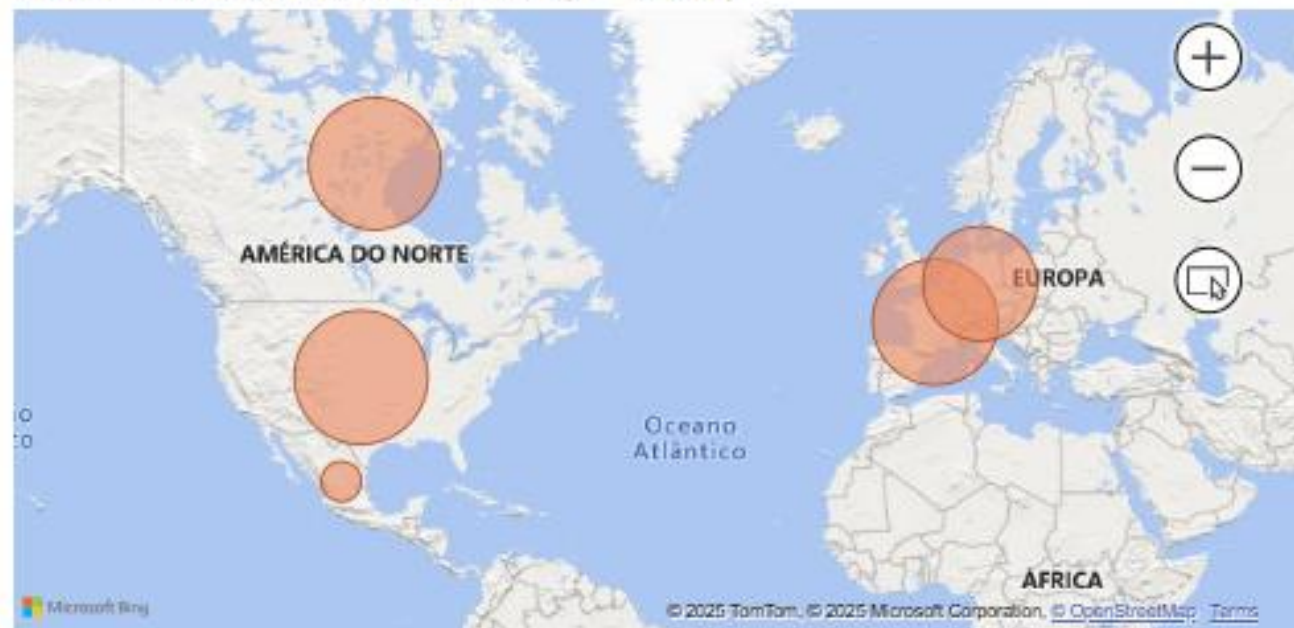 AMÉRICA DO NORTE
EUROPA
Oceano
Atlântico
ÁFRICA
Microsoft Bing
© 2025 TomTom, © 2025 Microsoft Corporation, © OpenStreetMap Terms